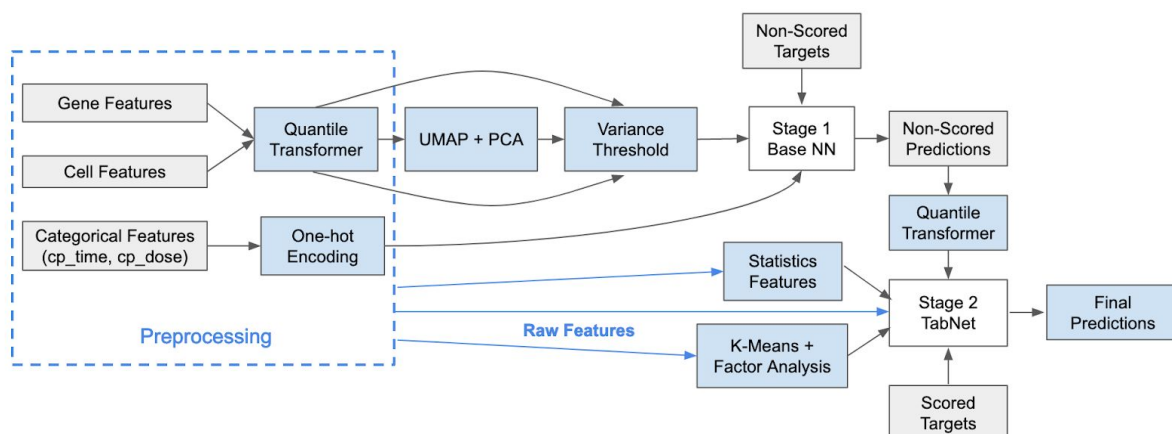 Non-Scored
Targets
Gene Features
Quantile
Transformer
UMAP + PCA
Variance
Threshold
Stage 1
Base NN
Non-Scored
Predictions
Cell Features
Categorical Features
(cp_time, cp_dose)
One-hot
Encoding
Quantile
Transformer
Statistics
Features
Stage 2
TabNet
Final
Predictions
Preprocessing
Raw Features
K-Means +
Factor Analysis
Scored
Targets